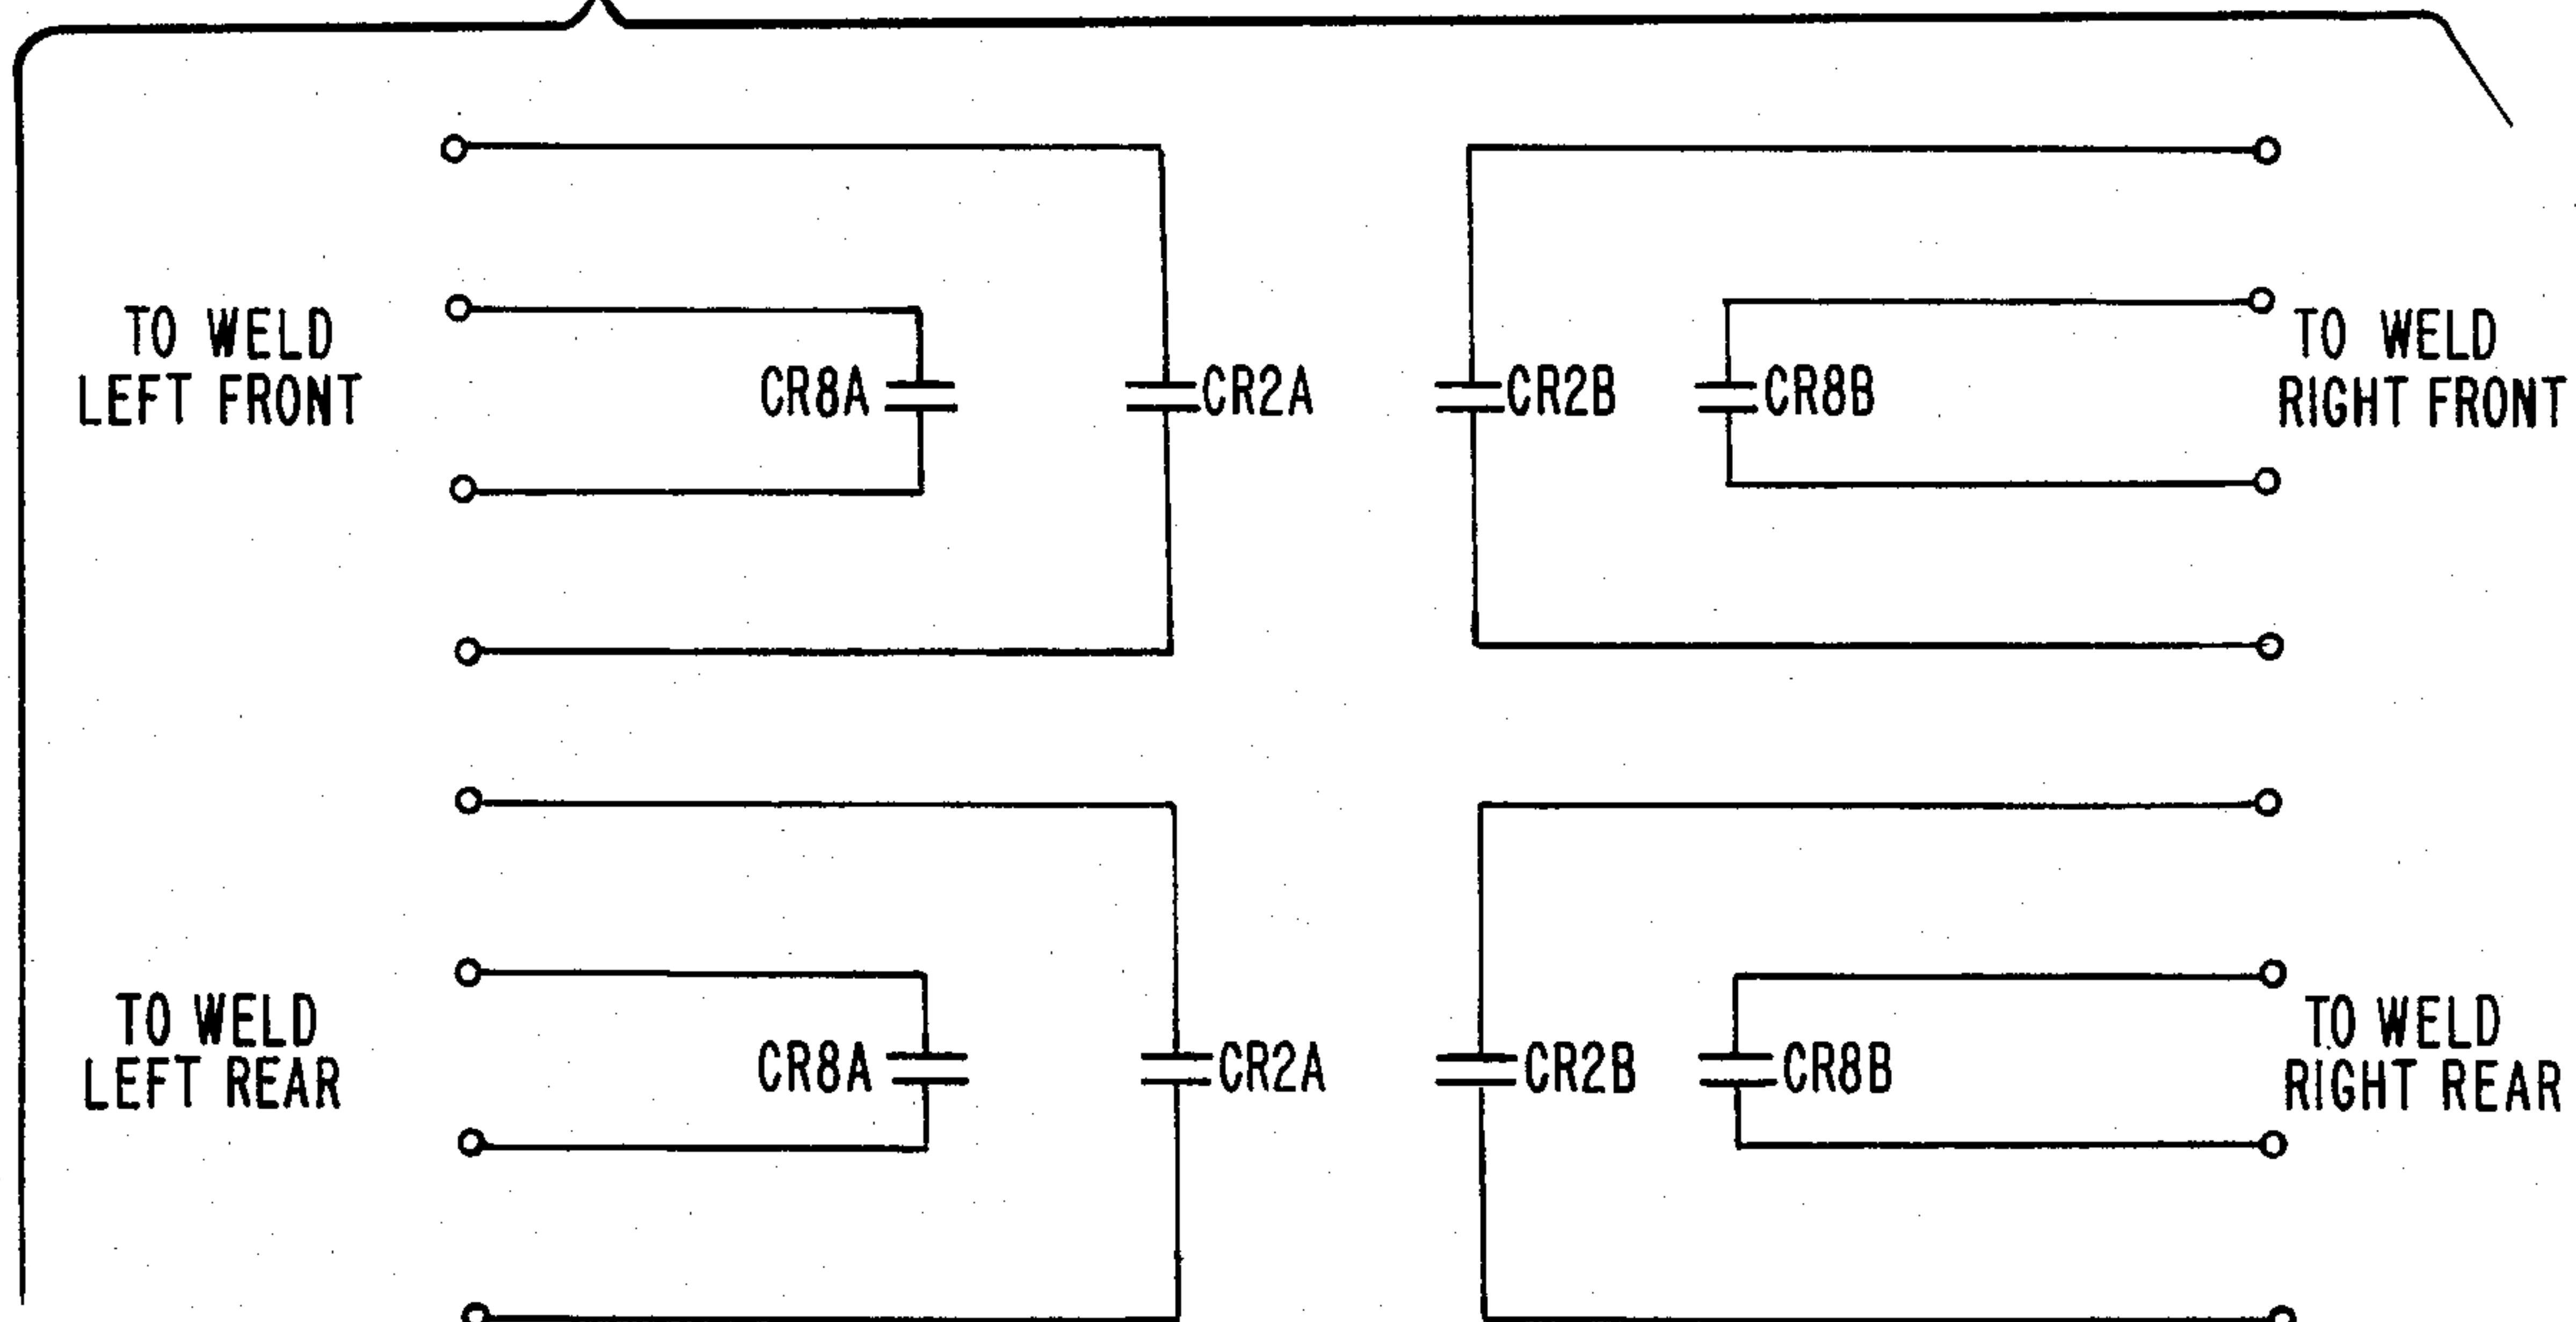 TO WELD
LEFT FRONT
CR8A
CR2A
CR2B
CR8B
TO WELD
RIGHT FRONT
TO WELD
LEFT REAR
CR8A
CR2A
CR2B
CR8B
TO WELD
RIGHT REAR